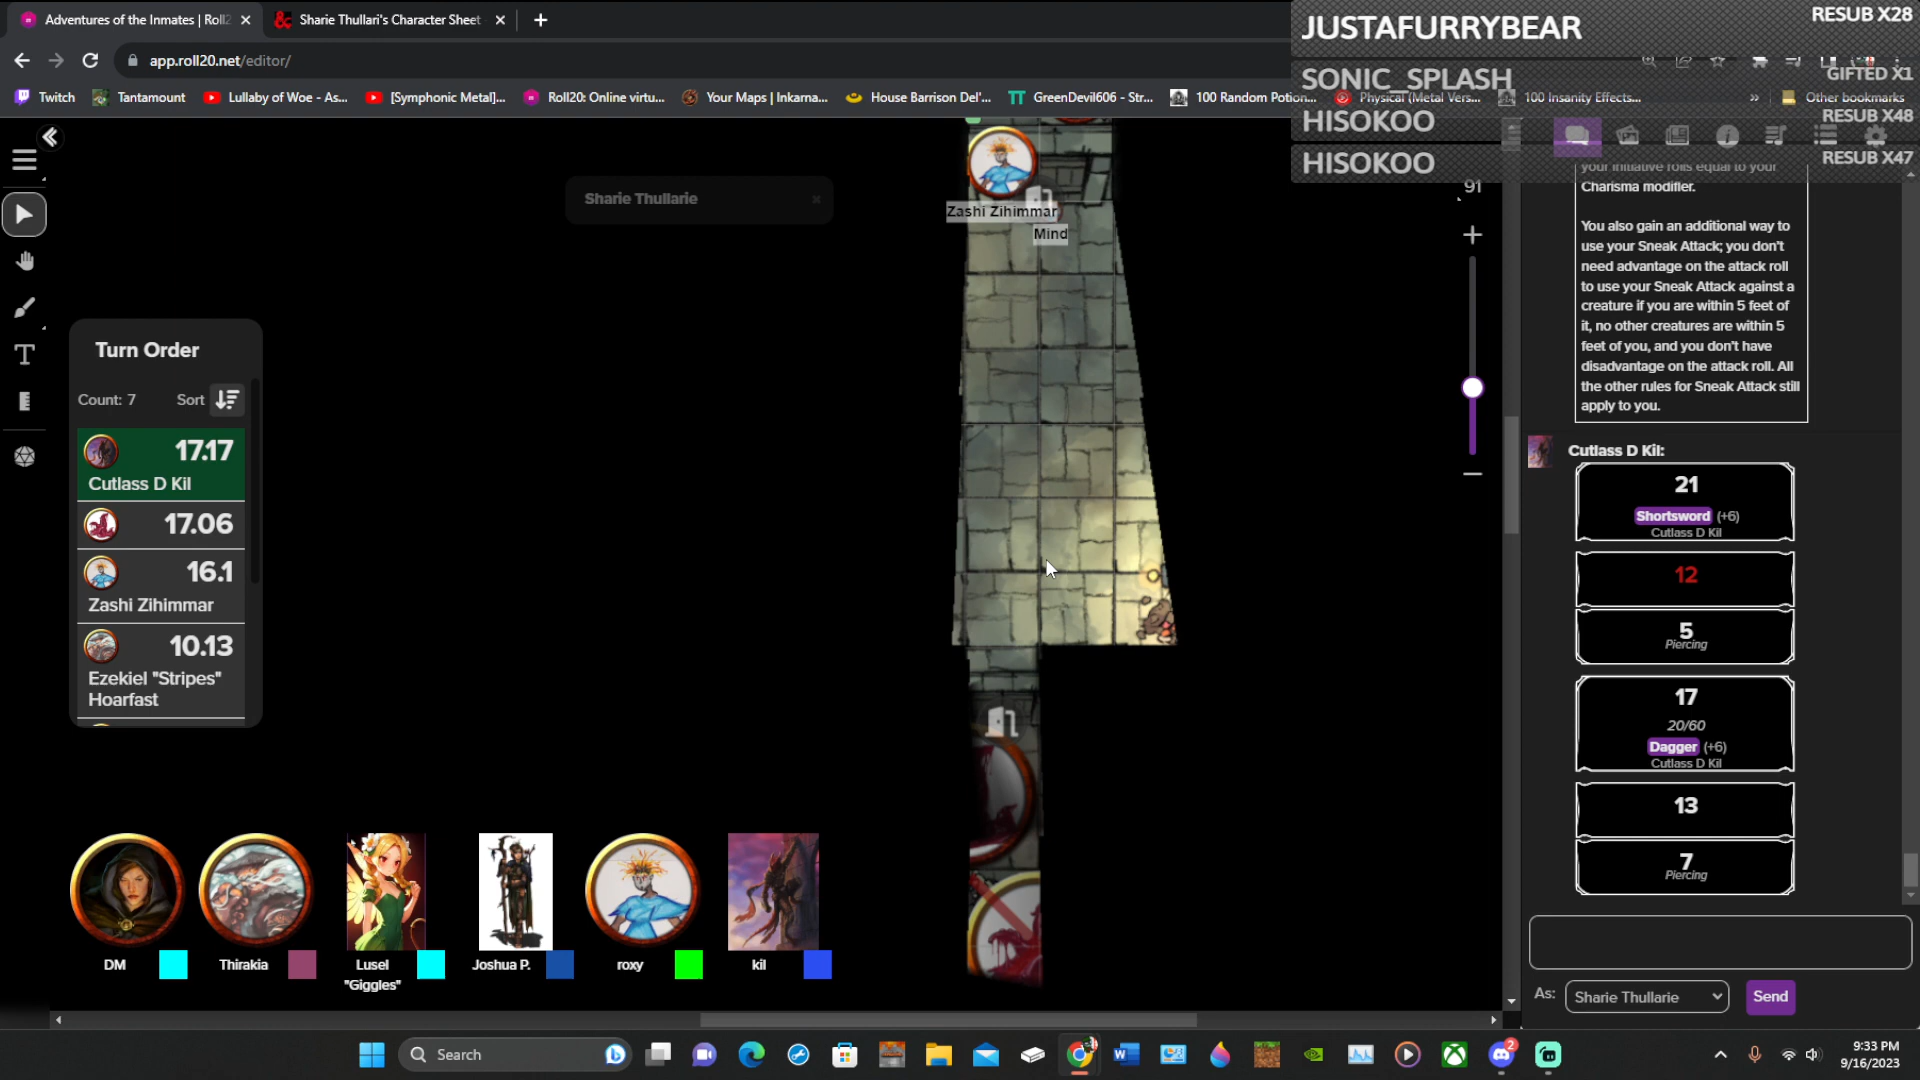 Adventures of the Inmates | Roll2
Sharie Thullari's Character Sheet
JUSTAFURRYBEAR
RESUB X28
app.roll20.net/editor/
SONIC_SPLASH
GIFTED X1
Twitch
Tantamount
Lullaby of Woe - As...
[Symphonic Metal]...
Roll20: Online virtu...
Your Maps | Inkarna...
House Barrison Del'...
TT GreenDevil606 - Str...
100 Random Potion...
Physical (Metal Vers...
100 Insanity Effects...
»
Other bookmarks
HISOKOO
RESUB X48
HISOKOO
RESUB X47
your initiative rolls equal to your
Charisma modifier.
You also gain an additional way to
use your Sneak Attack; you don't
need advantage on the attack roll
to use your Sneak Attack against a
creature if you are within 5 feet of
it, no other creatures are within 5
feet of you, and you don't have
disadvantage on the attack roll. All
the other rules for Sneak Attack still
apply to you.
91
Sharie Thullarie
Zashi Zihimmar
Mind
Turn Order
Count: 7
Sort
17.17
Cutlass D Kil
17.06
16.1
Zashi Zihimmar
10.13
Ezekiel "Stripes"
Hoarfast
Cutlass D Kil:
21
Shortsword (+6)
Cutlass D Kil
12
5
Piercing
17
20/60
Dagger (+6)
Cutlass D Kil
13
7
Piercing
DM
Thirakia
Lusel
"Giggles"
Joshua P.
roxy
kil
As:
Sharie Thullarie
Send
Search
2
9:33 PM
9/16/2023